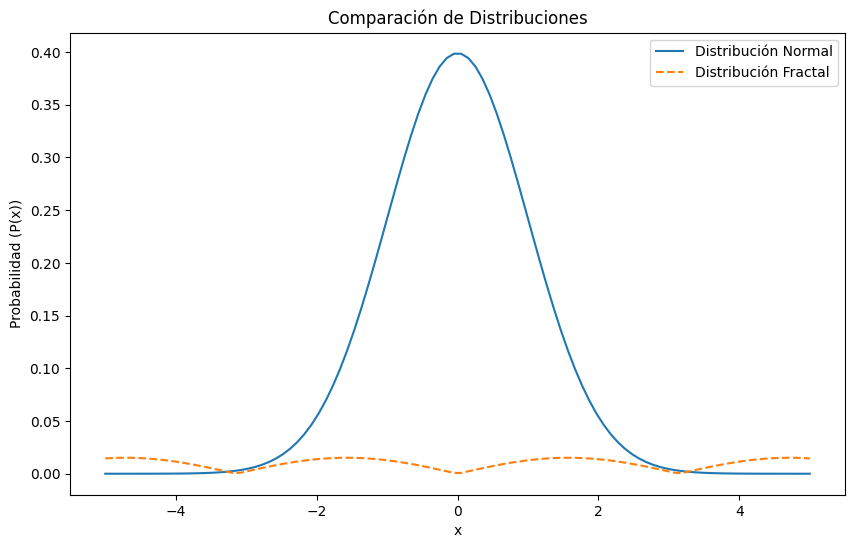 Comparación de Distribuciones
Distribución Normal
Distribución Fractal
Probabilidad (P(x))
0.40
0.35
0.30
0.25
0.20
0.15
0.10
0.05
0.00
−4 −2 0 2 4
x